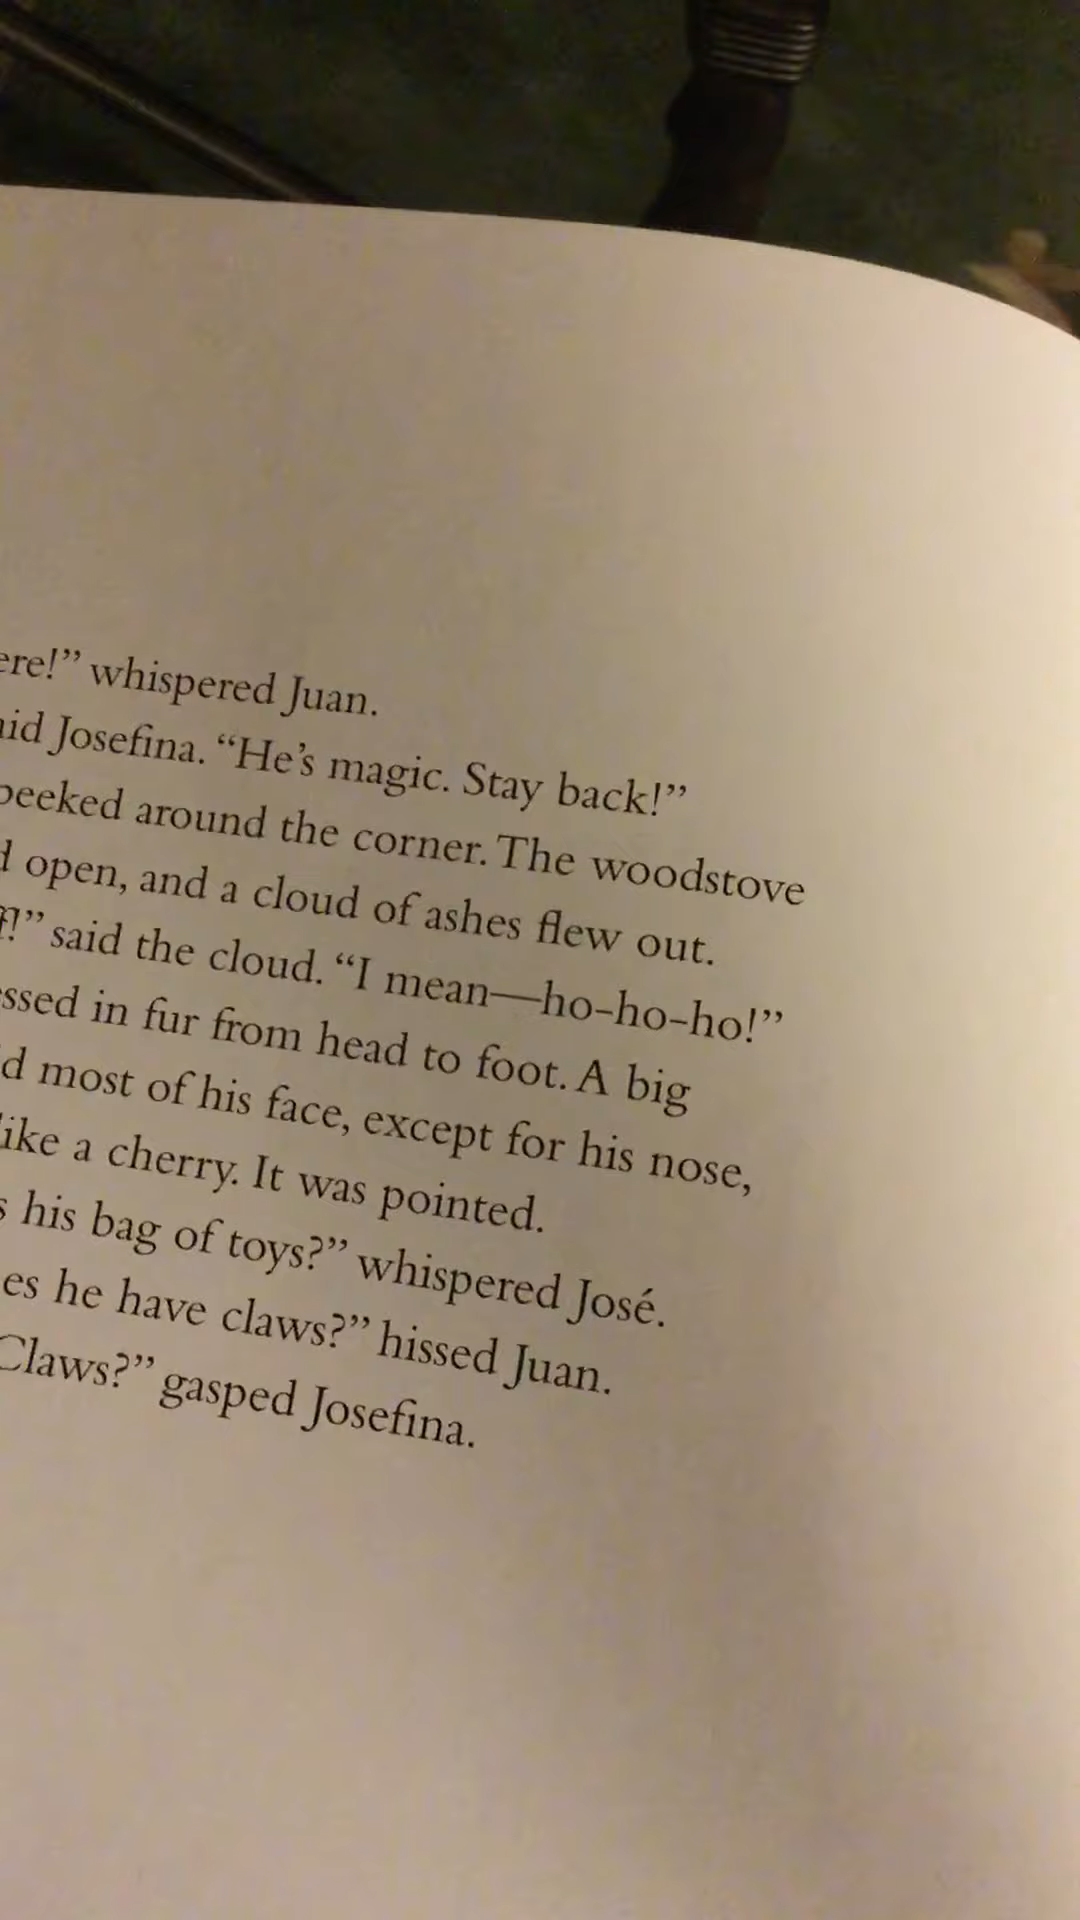 whispered Juan.
Josefina. “He’s magic. Stay back!”
peeked around the corner. The woodstove
open, and a cloud of ashes flew out.
said the cloud. “I mean—ho-ho-ho!”
in fur from head to foot. A big
most of his face, except for his nose,
like a cherry. It was pointed.
his bag of toys?” whispered José.
he have claws?” hissed Juan.
Claws?” gasped Josefina.